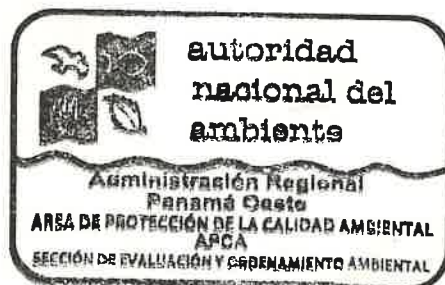 autoridad
nacional del
ambiente
Administración Regional
Panamá Oeste
AREA DE PROTECCIÓN DE LA CALIDAD AMBIENTAL
APCA
SECCIÓN DE EVALUACIÓN Y ORDENAMIENTO AMBIENTAL